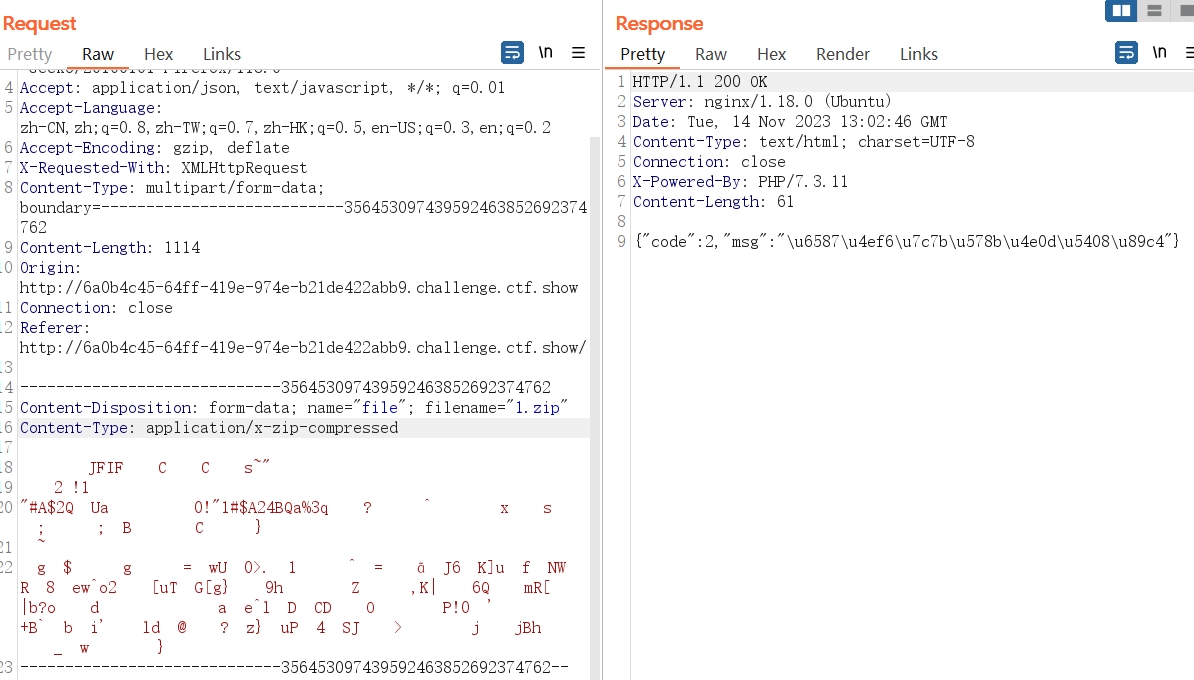 Request
Pretty Raw Hex Links
\n
4 Accept: application/json, text/javascript, */*; q=0.01
5 Accept-Language:
zh-CN,zh;q=0.8,zh-TW;q=0.7,zh-HK;q=0.5,en-US;q=0.3,en;q=0.2
6 Accept-Encoding: gzip, deflate
7 X-Requested-With: XMLHttpRequest
8 Content-Type: multipart/form-data;
boundary=---------------------------356453097439592463852692374
762
9 Content-Length: 1114
10 Origin:
http://6a0b4c45-64ff-419e-974e-b21de422abb9.challenge.ctf.show
11 Connection: close
12 Referer:
http://6a0b4c45-64ff-419e-974e-b21de422abb9.challenge.ctf.show/
13
14 -----------------------------356453097439592463852692374762
15 Content-Disposition: form-data; name="file"; filename="1.zip"
16 Content-Type: application/x-zip-compressed
17
18 JFIF C C s~"
19 2 !1
20 "#A$2Q Ua 0!"1#$A24BQa%3q ? ^ x s
; ; B C }
21 ~
22 g $ g = wU 0>. 1 ^ = J6 K]u f NW
R 8 ew^o2 [uT G[g} 9h Z ,K| 6Q mR[
|b?o d a e^l D CD 0 P!0 '
+B` b i' ld @ ? z} uP 4 SJ > j jBh
_ w }
23 -----------------------------356453097439592463852692374762--
Response
Pretty Raw Hex Render Links
\n
1 HTTP/1.1 200 OK
2 Server: nginx/1.18.0 (Ubuntu)
3 Date: Tue, 14 Nov 2023 13:02:46 GMT
4 Content-Type: text/html; charset=UTF-8
5 Connection: close
6 X-Powered-By: PHP/7.3.11
7 Content-Length: 61
8
9 {"code":2,"msg":"\u6587\u4ef6\u7c7b\u578b\u4e0d\u5408\u89c4"}